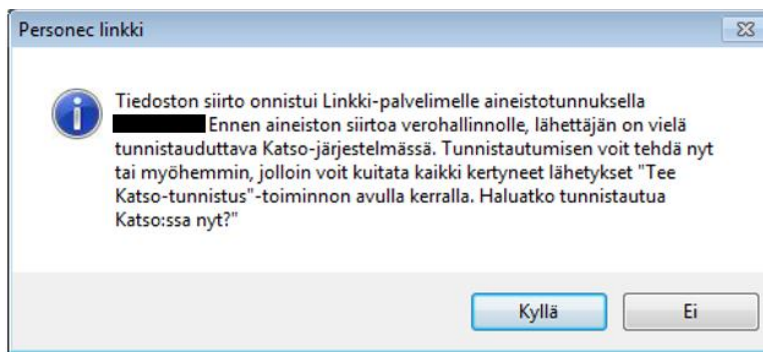 Personec linkki
Tiedoston siirto onnistui Linkki-palvelimelle aineistotunnuksella
Ennen aineiston siirtoa verohallinnolle, lähettäjän on vielä
tunnistauduttava Katso-järjestelmässä. Tunnistautumisen voit tehdä nyt
tai myöhemmin, jolloin voit kuitata kaikki kertyneet lähetykset "Tee
Katso-tunnistus"-toiminnon avulla kerralla. Haluatko tunnistautua
Katso:ssa nyt?"
Kyllä
Ei